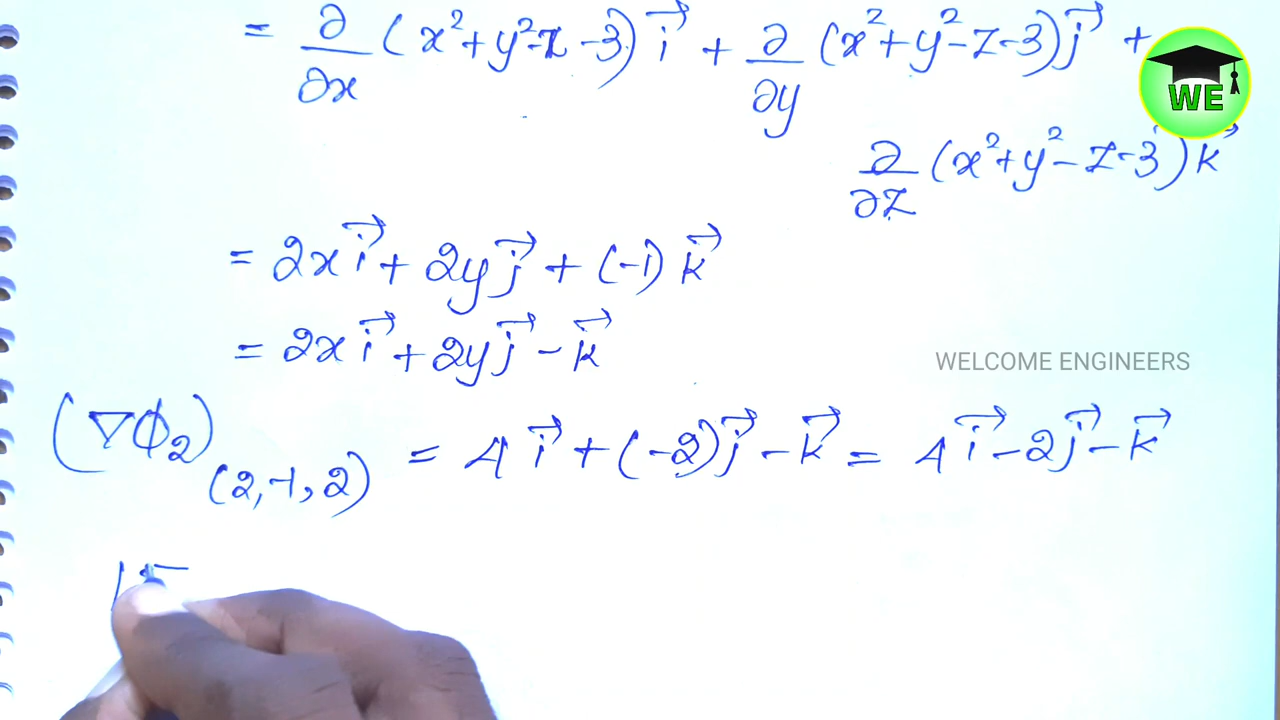 = ∂/∂x (x²+y²-z-3) i⃗ + ∂/∂y (x²+y²-z-3) j⃗ +
WE
∂/∂z (x²+y²-z-3) k⃗
= 2x i⃗ + 2y j⃗ + (-1) k⃗
= 2x i⃗ + 2y j⃗ - k⃗
WELCOME ENGINEERS
(∇ϕ₂)(2,-1,2) = 4 i⃗ + (-2) j⃗ - k⃗ = 4 i⃗ - 2 j⃗ - k⃗